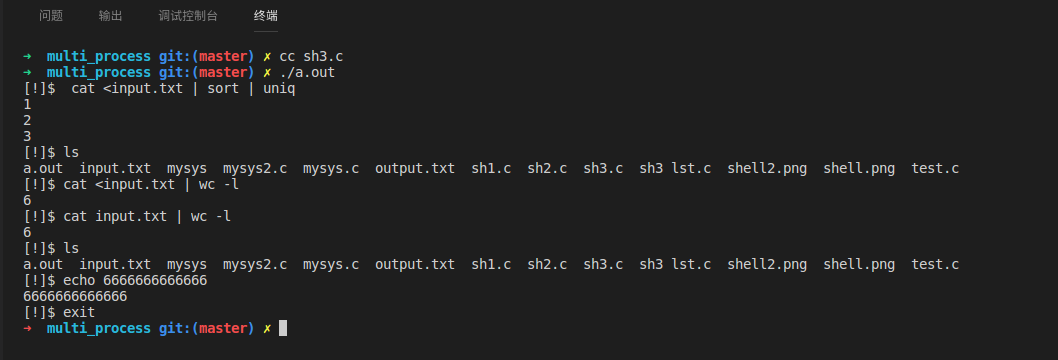 问题 输出 调试控制台 终端
➜  multi_process git:(master) ✗ cc sh3.c
➜  multi_process git:(master) ✗ ./a.out
[!]$  cat <input.txt | sort | uniq
1
2
3
[!]$ ls
a.out  input.txt  mysys  mysys2.c  mysys.c  output.txt  sh1.c  sh2.c  sh3.c  sh3 lst.c  shell2.png  shell.png  test.c
[!]$ cat <input.txt | wc -l
6
[!]$ cat input.txt | wc -l
6
[!]$ ls
a.out  input.txt  mysys  mysys2.c  mysys.c  output.txt  sh1.c  sh2.c  sh3.c  sh3 lst.c  shell2.png  shell.png  test.c
[!]$ echo 6666666666666
6666666666666
[!]$ exit
➜  multi_process git:(master) ✗